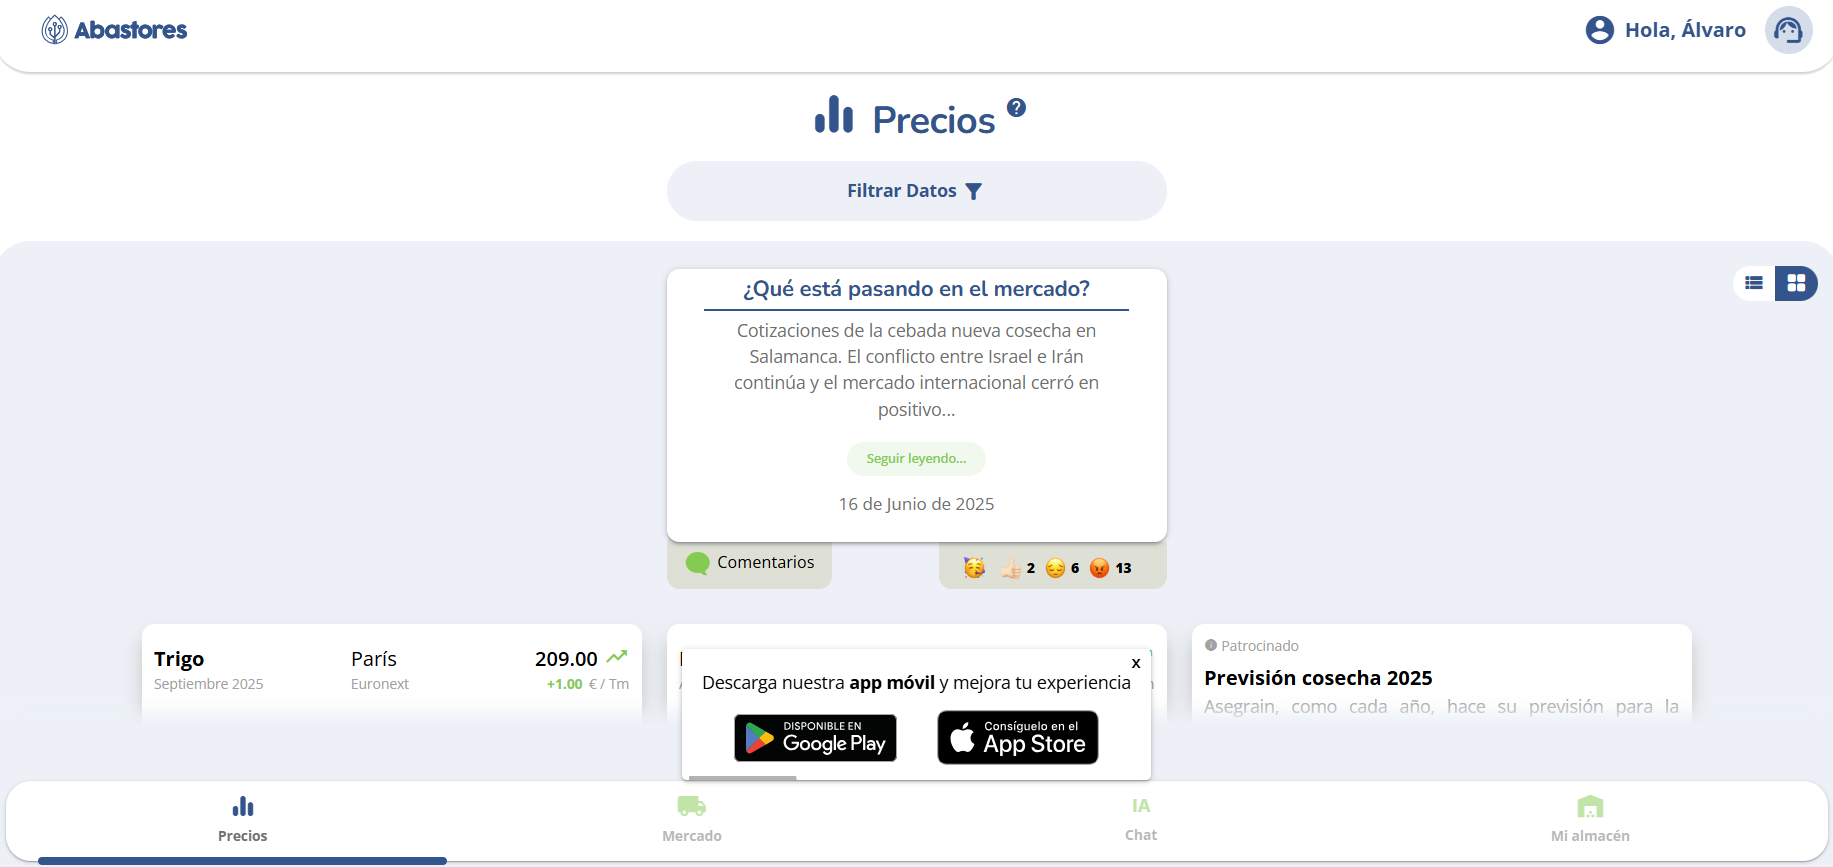 Abastores
Hola, Álvaro
Precios ?
Filtrar Datos
¿Qué está pasando en el mercado?
Cotizaciones de la cebada nueva cosecha en
Salamanca. El conflicto entre Israel e Irán
continúa y el mercado internacional cerró en
positivo...
Seguir leyendo...
16 de Junio de 2025
Comentarios
2 6 13
Trigo París 209.00
Septiembre 2025 Euronext +1.00 € / Tm
Patrocinado
Previsión cosecha 2025
Asegrain, como cada año, hace su previsión para la
x
Descarga nuestra app móvil y mejora tu experiencia
DISPONIBLE EN
Google Play
Consíguelo en el
App Store
Precios
Mercado
IA
Chat
Mi almacén